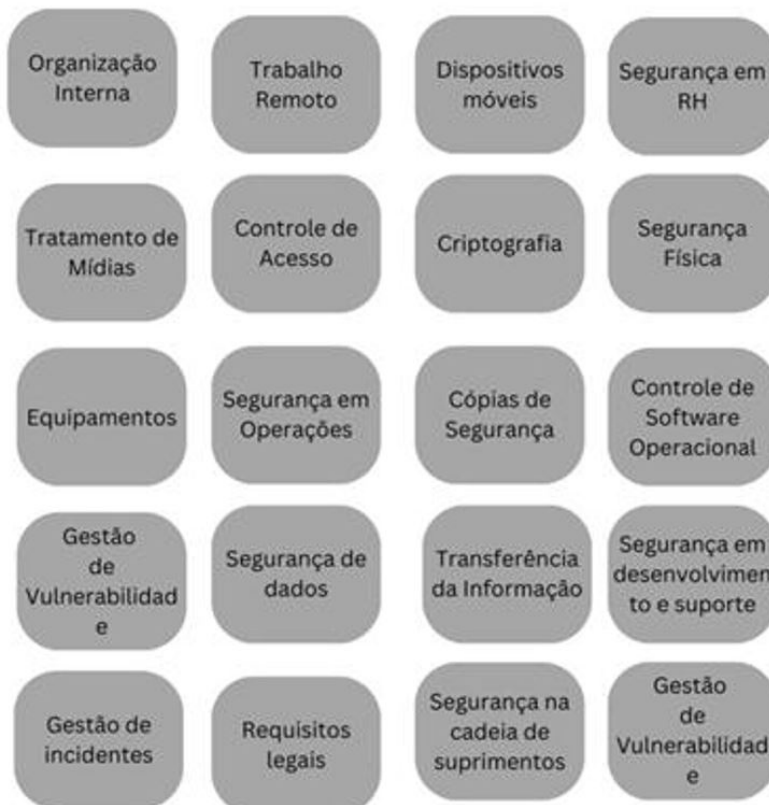 Organização
Interna
Trabalho
Remoto
Dispositivos
móveis
Segurança em
RH
Tratamento de
Mídias
Controle de
Acesso
Criptografia
Segurança
Física
Equipamentos
Segurança em
Operações
Cópias de
Segurança
Controle de
Software
Operacional
Gestão
de
Vulnerabilidad
e
Segurança de
dados
Transferência
da Informação
Segurança em
desenvolvimen
to e suporte
Gestão de
incidentes
Requisitos
legais
Segurança na
cadeia de
suprimentos
Gestão
de
Vulnerabilidad
e